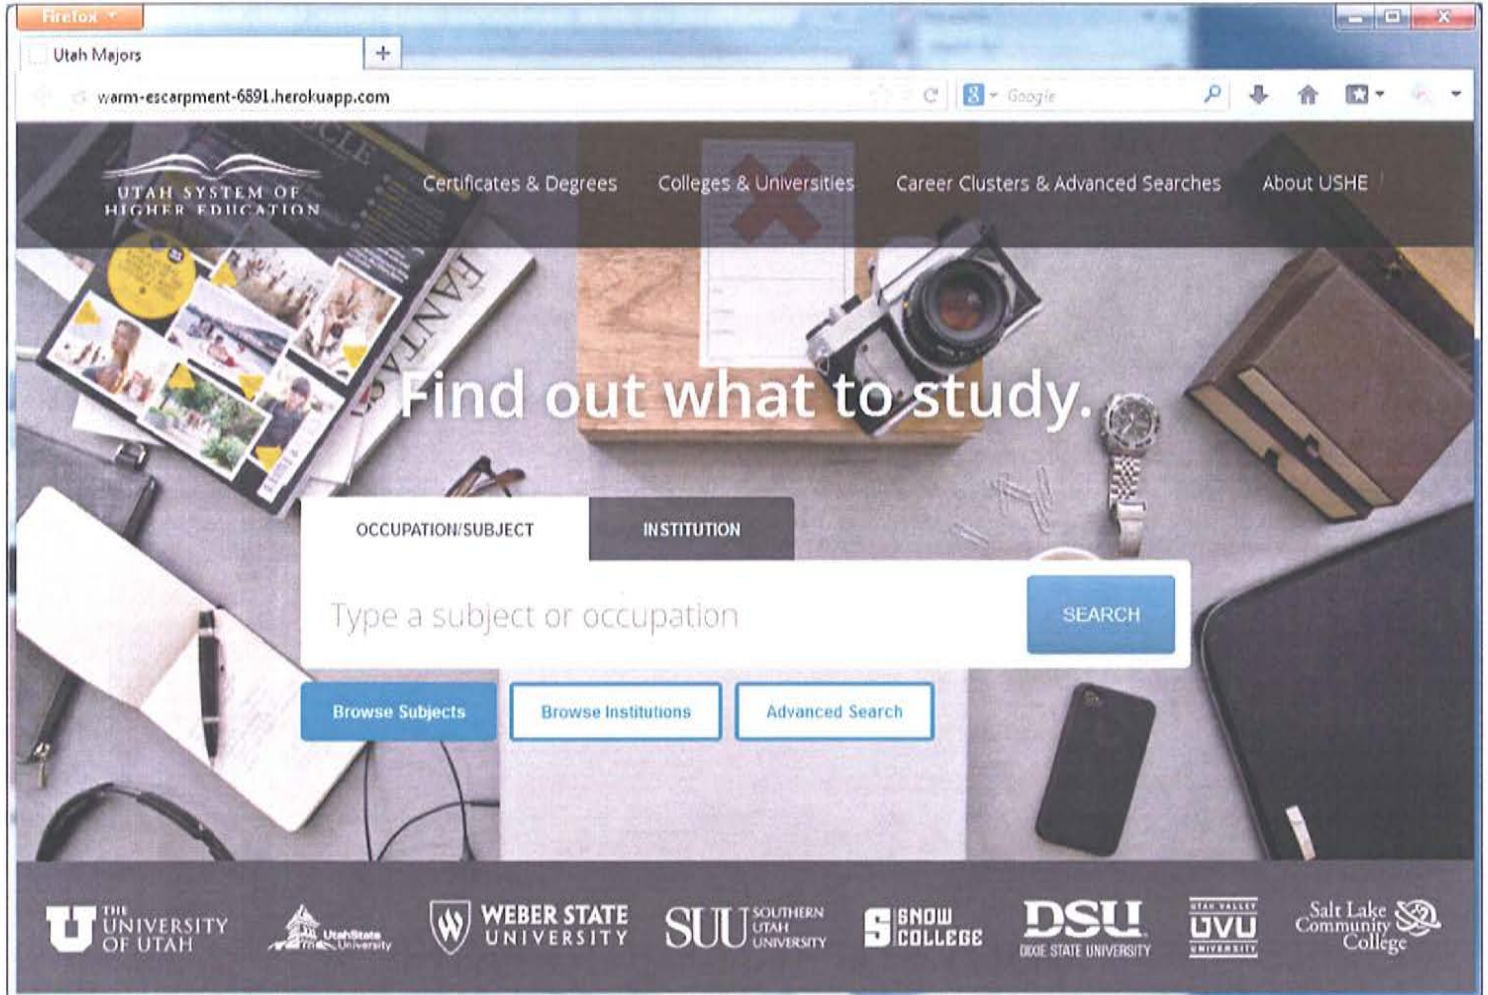 Firefox
Utah Majors
warm-escarpment-6891.herokuapp.com
Google
UTAH SYSTEM OF
HIGHER EDUCATION
Certificates & Degrees
Colleges & Universities
Career Clusters & Advanced Searches
About USHE
FANTAS
Find out what to study.
OCCUPATION/SUBJECT
INSTITUTION
Type a subject or occupation
SEARCH
Browse Subjects
Browse Institutions
Advanced Search
U THE
UNIVERSITY
OF UTAH
UtahState
University
W
WEBER STATE
UNIVERSITY
SUU
SOUTHERN
UTAH
UNIVERSITY
S
SNOW
COLLEGE
DSU
DIXIE STATE UNIVERSITY
UTAH VALLEY
UVU
UNIVERSITY
Salt Lake
Community
College